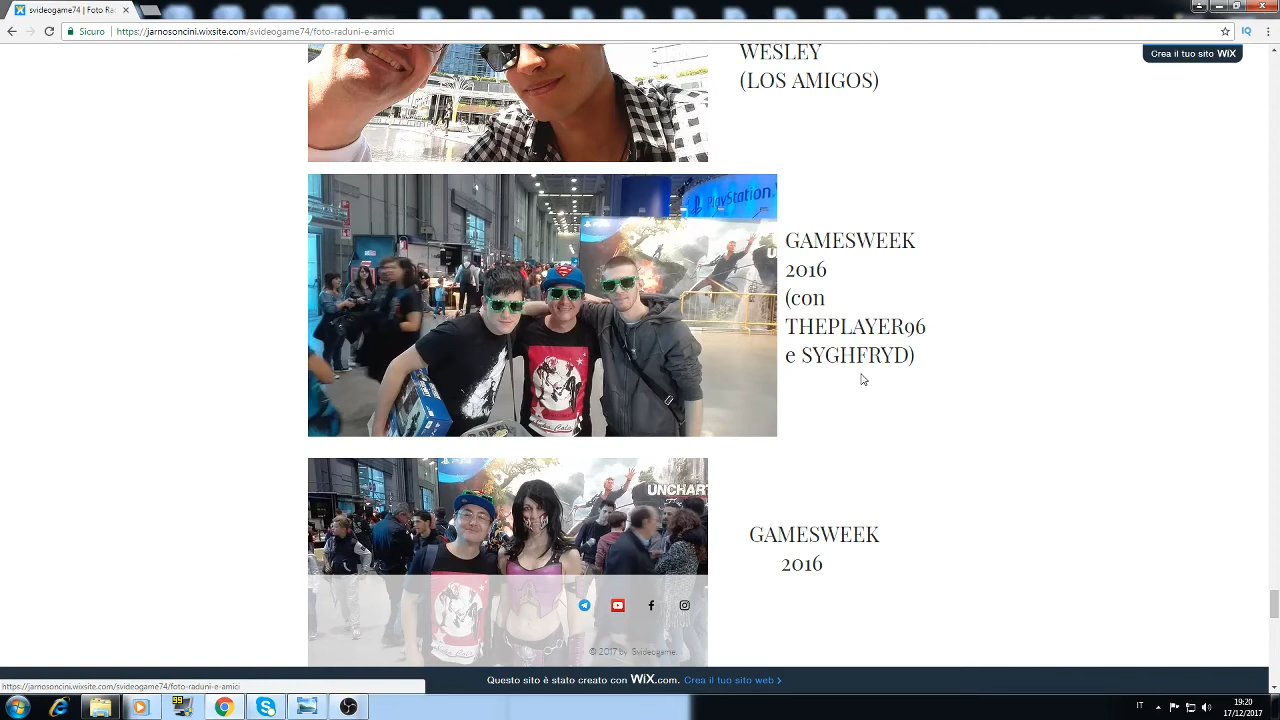 svideogame74 | Foto Ra
Sicuro
https://jarnosoncini.wixsite.com/svideogame74/foto-raduni-e-amici
Crea il tuo sito WiX
WESLEY
(LOS AMIGOS)
PlayStation
GAMESWEEK
2016
(con
THEPLAYER96
e SYGHFRYD)
UNCHART
GAMESWEEK
2016
© 2017 by Svideogame.
Questo sito è stato creato con WiX.com. Crea il tuo sito web >
https://jarnosoncini.wixsite.com/svideogame74/foto-raduni-e-amici
99
IT
19:20
17/12/2017